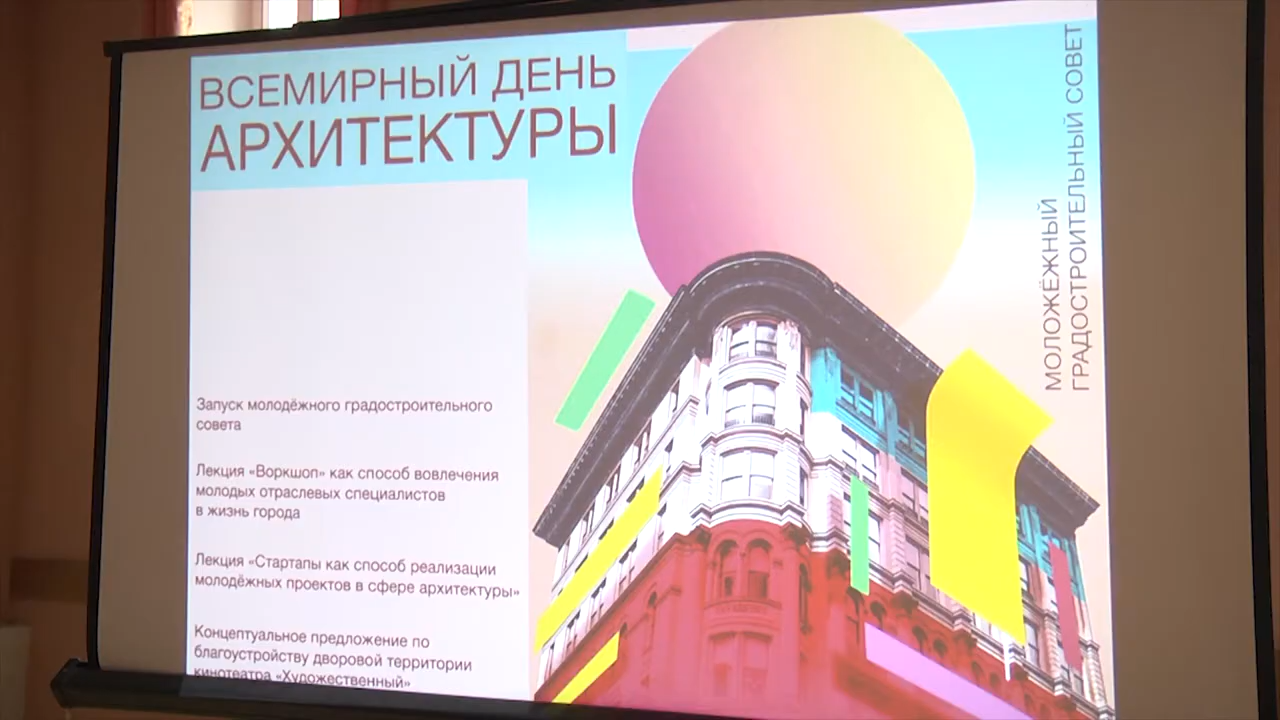 ВСЕМИРНЫЙ ДЕНЬ
АРХИТЕКТУРЫ
Запуск молодёжного градостроительного
совета
Лекция «Воркшоп» как способ вовлечения
молодых отраслевых специалистов
в жизнь города
Лекция «Стартапы как способ реализации
молодёжных проектов в сфере архитектуры»
Концептуальное предложение по
благоустройству дворовой территории
кинотеатра «Художественный»
МОЛОЖЁЖНЫЙ
ГРАДОСТРОИТЕЛЬНЫЙ СОВЕТ